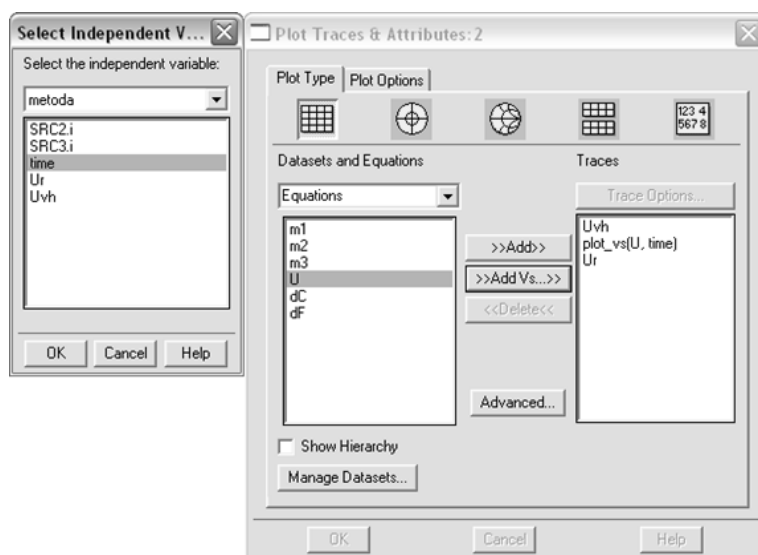 Select Independent V...
Select the independent variable:
metoda
SRC2.i
SRC3.i
time
Ur
Uvh
OK
Cancel
Help
Plot Traces & Attributes:2
Plot Type
Plot Options
123 4
567 8
Datasets and Equations
Traces
Equations
Trace Options...
m1
m2
m3
U
dC
dF
>>Add>>
>>Add Vs...>>
<<Delete<<
Advanced...
Uvh
plot_vs(U, time)
Ur
Show Hierarchy
Manage Datasets...
OK
Cancel
Help